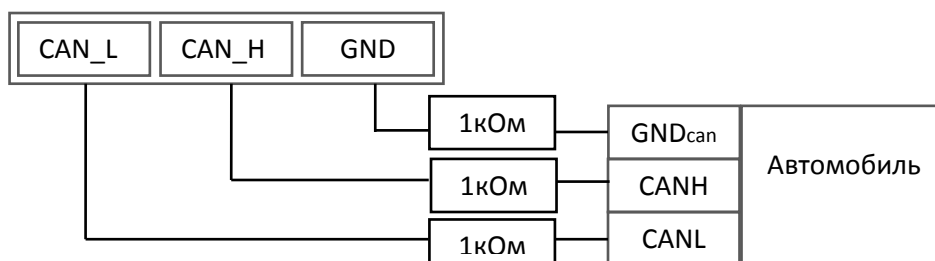 CAN_L CAN_H GND
1кОм
GNDcan
Автомобиль
1кОм
CANH
1кОм
CANL